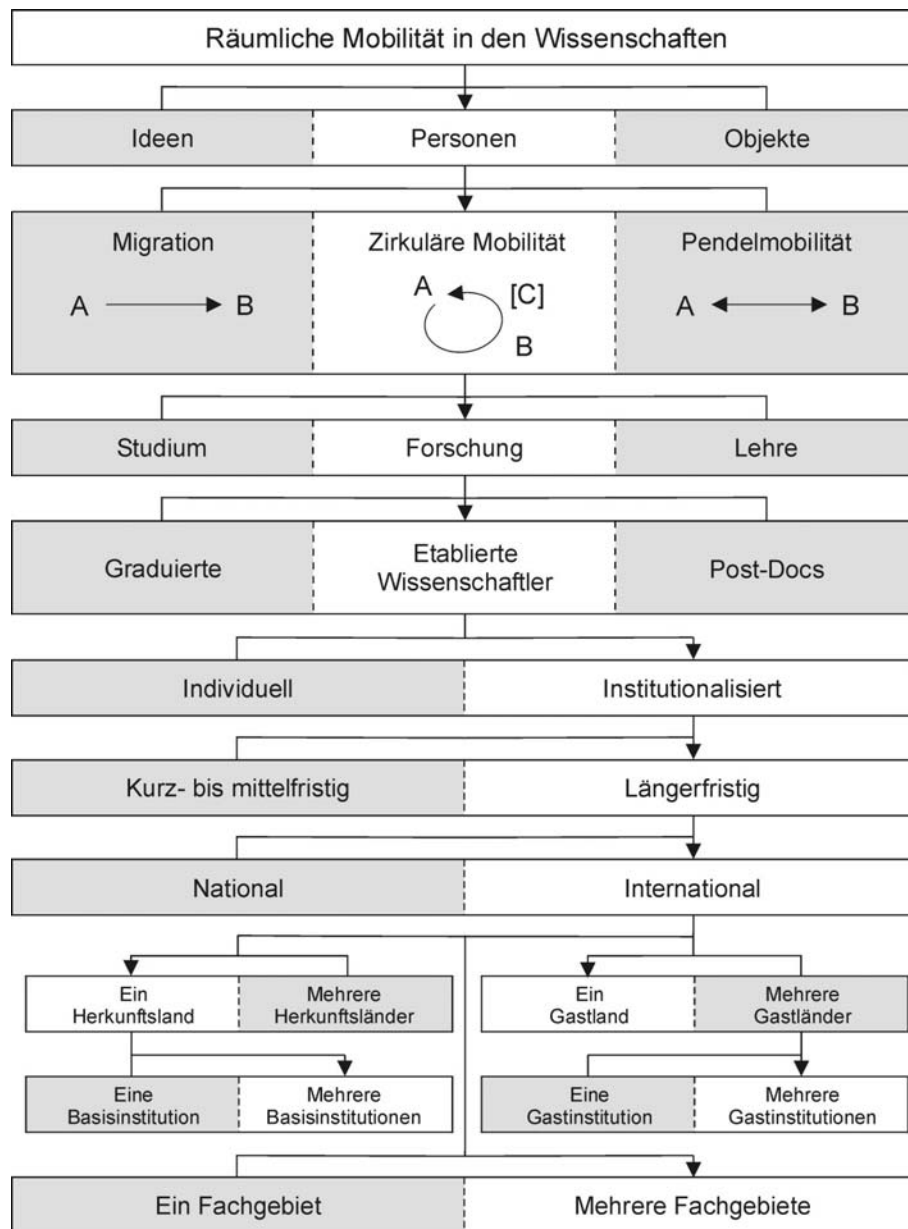 Räumliche Mobilität in den Wissenschaften
Ideen
Personen
Objekte
Migration
Zirkuläre Mobilität
Pendelmobilität
A
B
A
[C]
B
A
B
Studium
Forschung
Lehre
Graduierte
Etablierte
Wissenschaftler
Post-Docs
Individuell
Institutionalisiert
Kurz- bis mittelfristig
Längerfristig
National
International
Ein
Herkunftsland
Mehrere
Herkunftsländer
Ein
Gastland
Mehrere
Gastländer
Eine
Basisinstitution
Mehrere
Basisinstitutionen
Eine
Gastinstitution
Mehrere
Gastinstitutionen
Ein Fachgebiet
Mehrere Fachgebiete